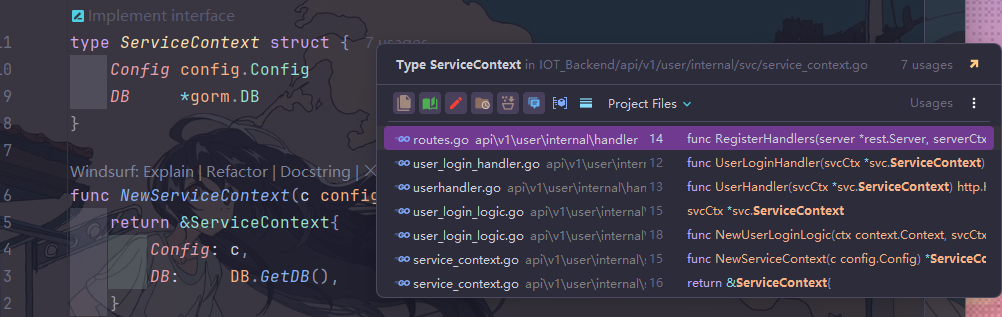 Implement interface
11 type ServiceContext struct { 7 usages
10 Config config.Config
9 DB *gorm.DB
8 }
7
Windsurf: Explain | Refactor | Docstring | X
6 func NewServiceContext(c config
5 return &ServiceContext{
4 Config: c,
3 DB: DB.GetDB(),
2 }
Type ServiceContext in IOT_Backend/api/v1/user/internal/svc/service_context.go 7 usages
Project Files Usages
routes.go api\v1\user\internal\handler 14 func RegisterHandlers(server *rest.Server, serverCtx
user_login_handler.go api\v1\user\intern 12 func UserLoginHandler(svcCtx *svc.ServiceContext)
userhandler.go api\v1\user\internal\han 13 func UserHandler(svcCtx *svc.ServiceContext) http.H
user_login_logic.go api\v1\user\internal\ 15 svcCtx *svc.ServiceContext
user_login_logic.go api\v1\user\internal\ 18 func NewUserLoginLogic(ctx context.Context, svcCtx
service_context.go api\v1\user\internal\ 15 func NewServiceContext(c config.Config) *ServiceCo
service_context.go api\v1\user\internal\ 16 return &ServiceContext{